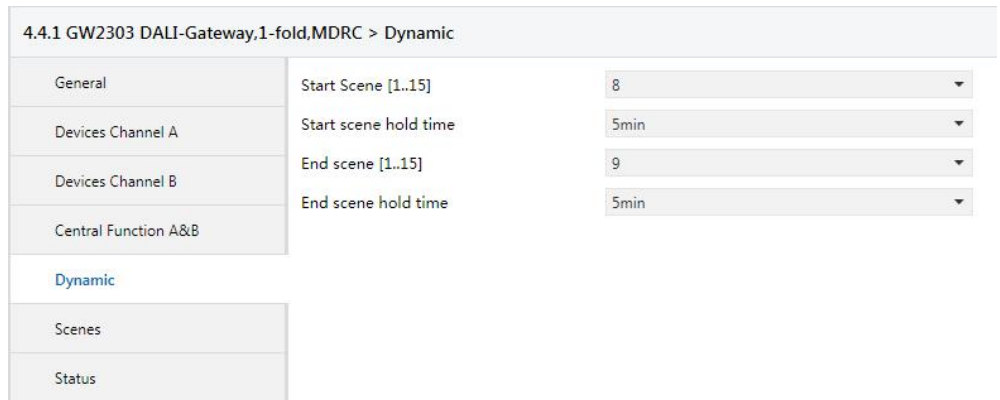 4.4.1 GW2303 DALI-Gateway,1-fold,MDRC > Dynamic
General
Devices Channel A
Devices Channel B
Central Function A&B
Dynamic
Scenes
Status
Start Scene [1..15] 8
Start scene hold time 5min
End scene [1..15] 9
End scene hold time 5min